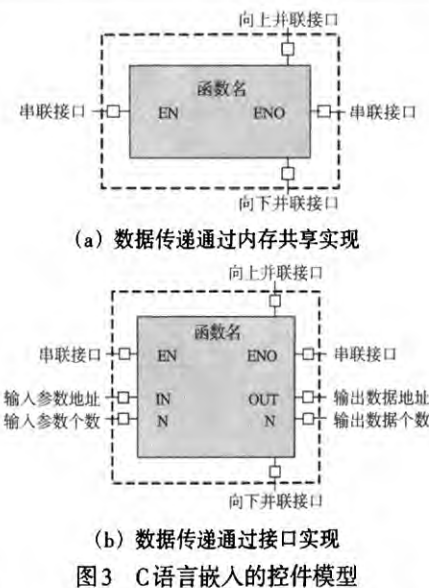 向上并联接口
函数名
串联接口 EN ENO 串联接口
向下并联接口
(a) 数据传递通过内存共享实现
向上并联接口
函数名
串联接口 EN ENO 串联接口
输入参数地址 IN OUT 输出数据地址
输入参数个数 N N 输出数据个数
向下并联接口
(b) 数据传递通过接口实现
图3 C语言嵌入的控件模型